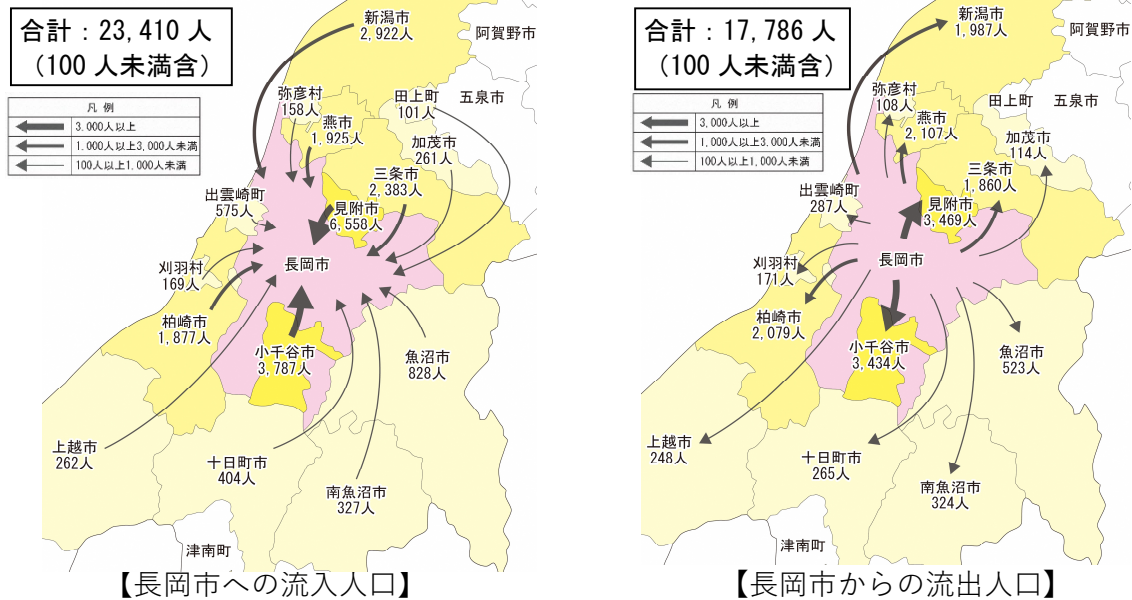 合計：23,410 人
（100 人未満含）
凡 例
3,000人以上
1,000人以上3,000人未満
100人以上1,000人未満
新潟市
2,922人
阿賀野市
弥彦村
158人
田上町
101人
五泉市
燕市
1,925人
加茂市
261人
三条市
2,383人
出雲崎町
575人
見附市
6,558人
長岡市
刈羽村
169人
柏崎市
1,877人
小千谷市
3,787人
魚沼市
828人
上越市
262人
十日町市
404人
南魚沼市
327人
津南町
【長岡市への流入人口】
合計：17,786 人
（100 人未満含）
凡 例
3,000人以上
1,000人以上3,000人未満
100人以上1,000人未満
新潟市
1,987人
阿賀野市
弥彦村
108人
田上町
五泉市
燕市
2,107人
加茂市
114人
三条市
1,860人
出雲崎町
287人
見附市
3,469人
長岡市
刈羽村
171人
柏崎市
2,079人
小千谷市
3,434人
魚沼市
523人
上越市
248人
十日町市
265人
南魚沼市
324人
津南町
【長岡市からの流出人口】